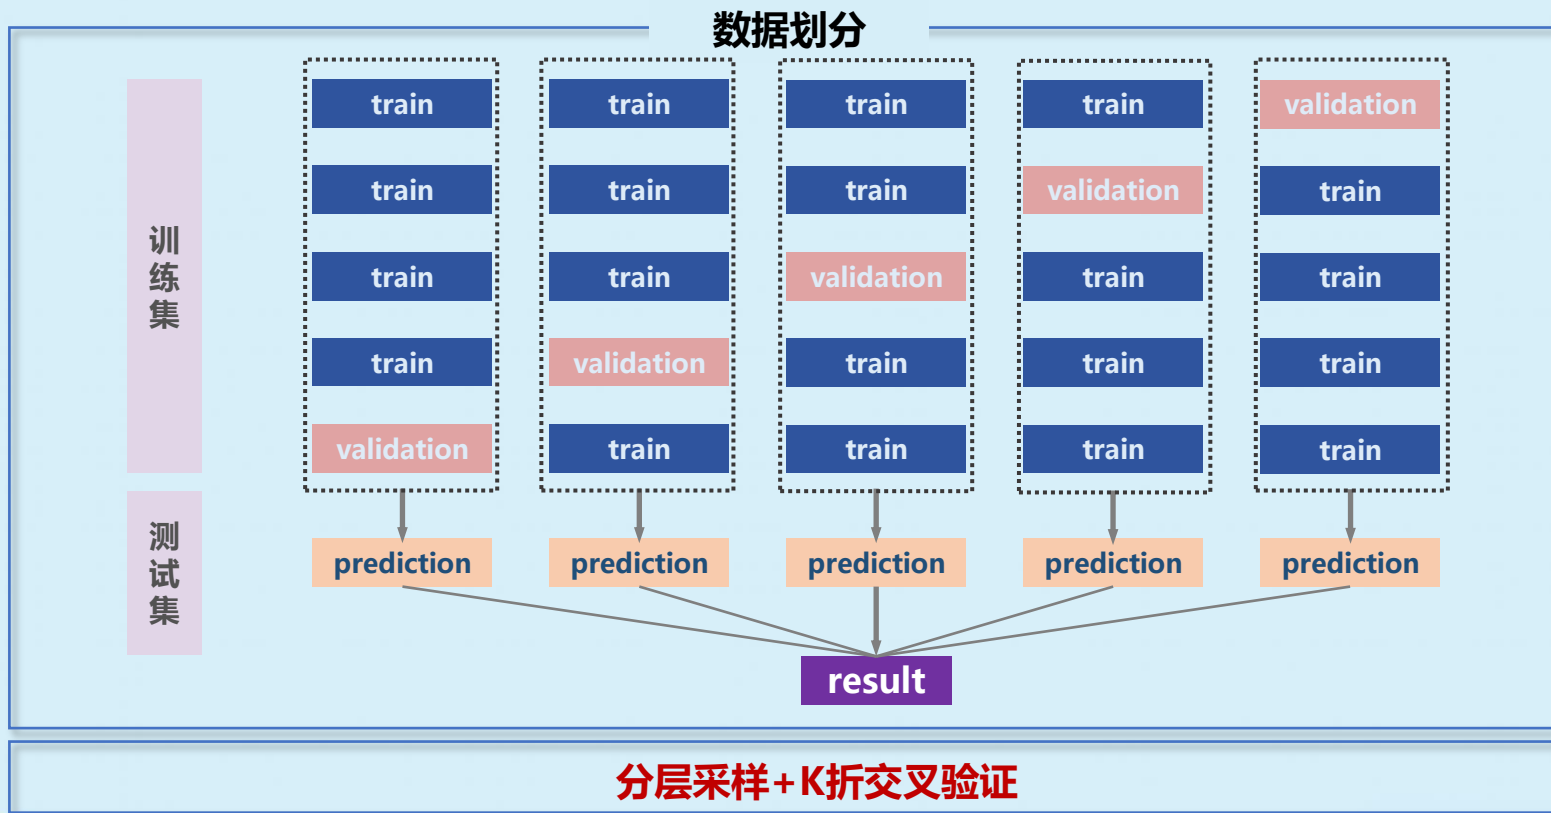 数据划分
训练集
train train train train validation
train train train validation train
train train validation train train
train validation train train train
validation train train train train
测试集
prediction prediction prediction prediction prediction
result
分层采样+K折交叉验证